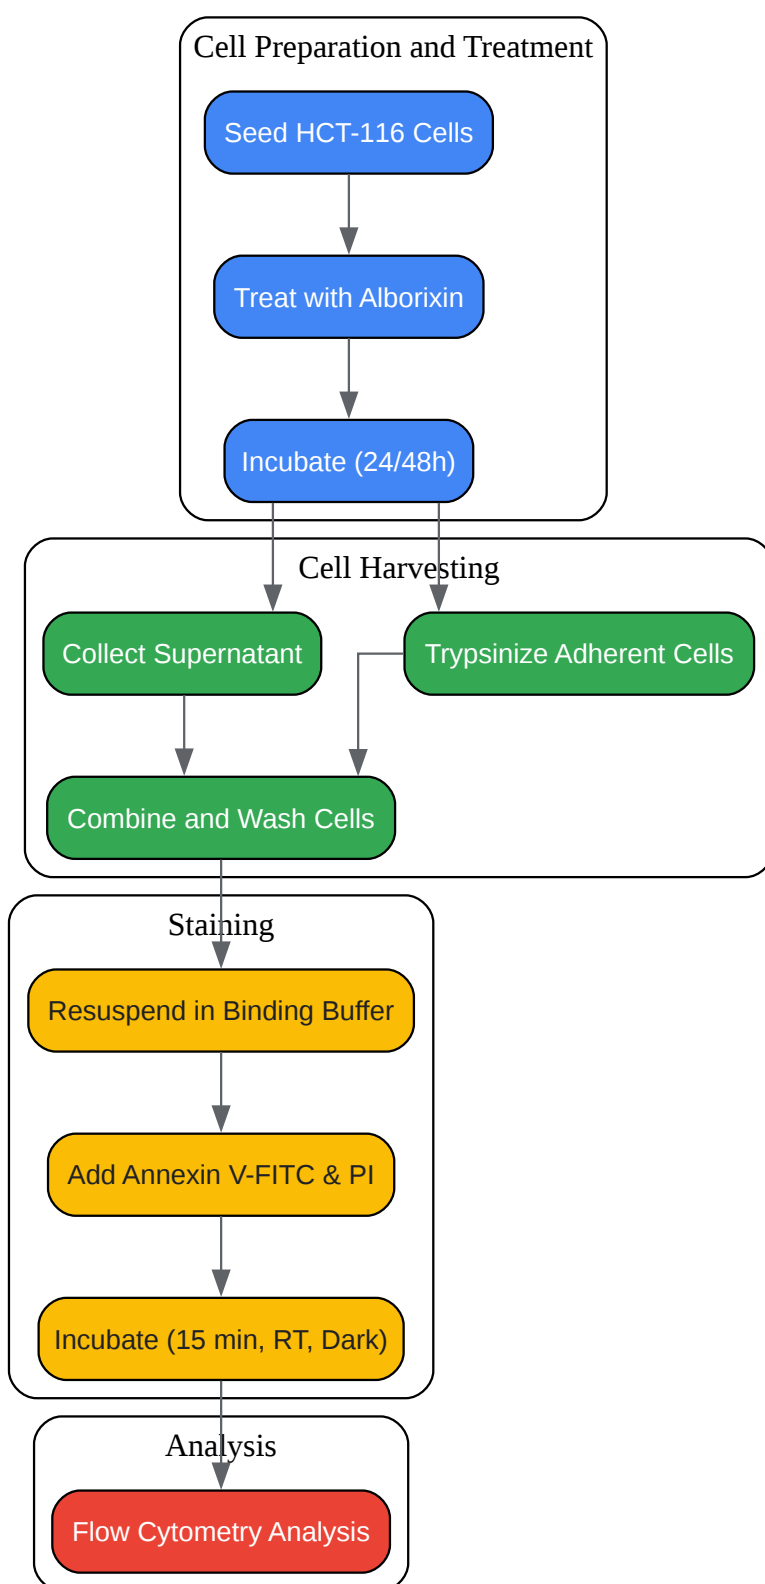 Cell Preparation and Treatment
Seed HCT-116 Cells
Treat with Alborixin
Incubate (24/48h)
Cell Harvesting
Collect Supernatant
Trypsinize Adherent Cells
Combine and Wash Cells
Staining
Resuspend in Binding Buffer
Add Annexin V-FITC & PI
Incubate (15 min, RT, Dark)
Analysis
Flow Cytometry Analysis